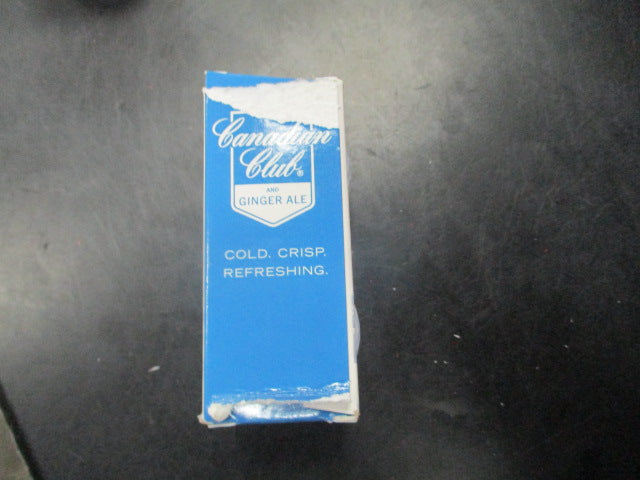 Canadian
Club®
AND
GINGER ALE
COLD. CRISP.
REFRESHING.